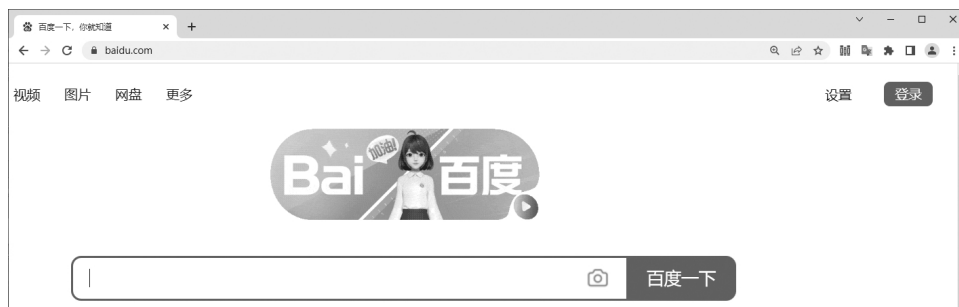 百度一下，你就知道
baidu.com
视频 图片 网盘 更多 设置 登录
加油!
Bai 百度
百度一下